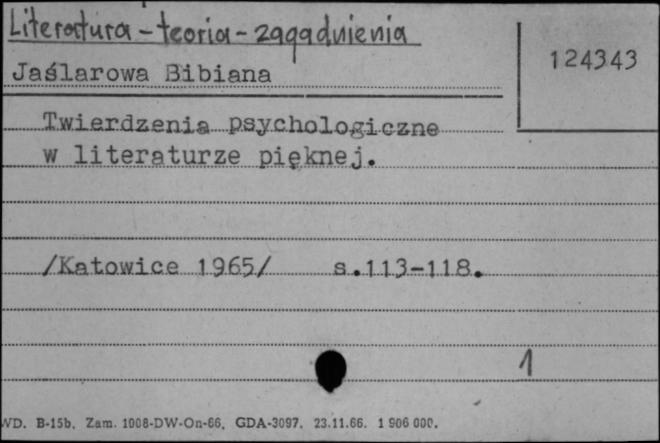 Literatura - teoria - zagadnienia
124343
Jaślarowa Bibiana
Twierdzenia psychologiczne
w literaturze pięknej.
/Katowice 1965/ s.113-118.
1
WD. B-15b. Zam. 1008-DW-On-66. GDA-3097. 23.11.66. 1 906 000.